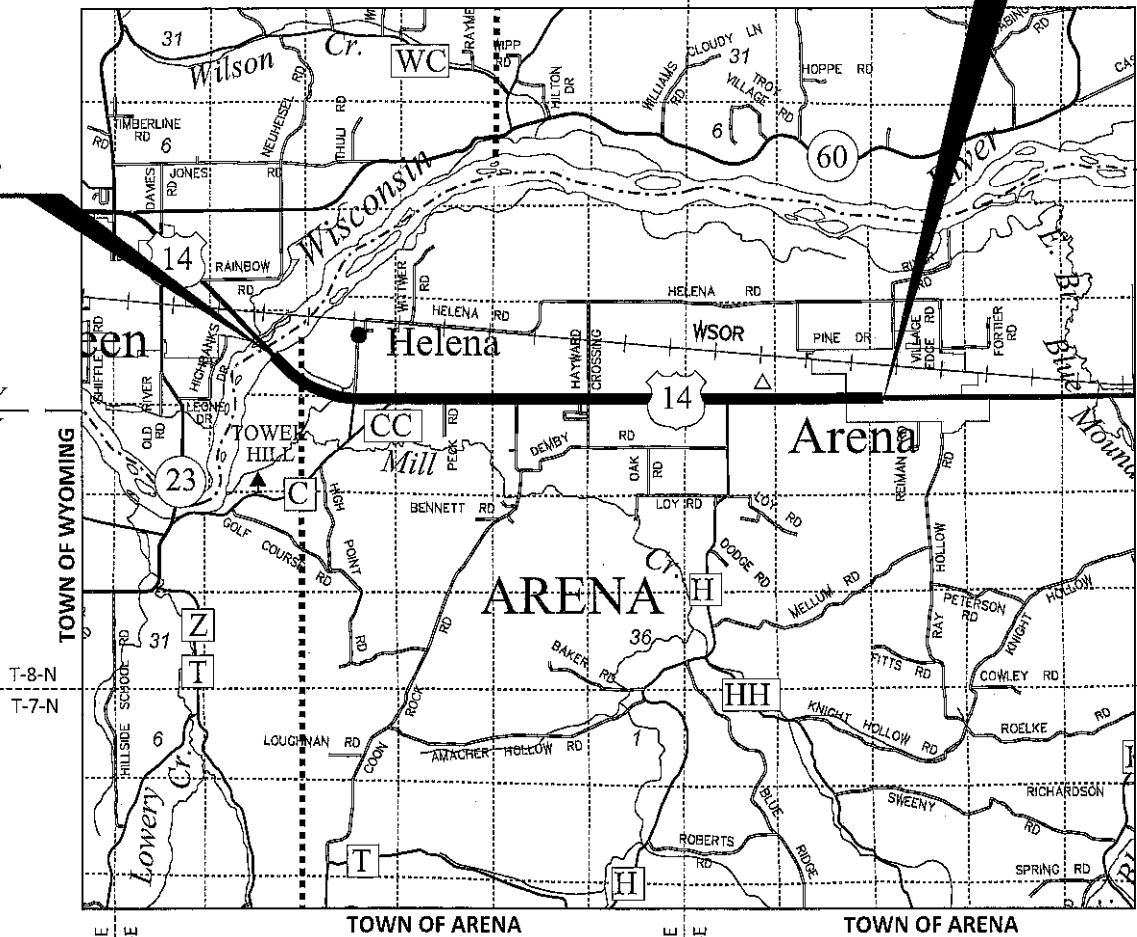 31
Wilson
Cr.
WC
WIPP
RD
HILTON
DR
WILLIAMS
RD
CLOUDY LN
31
TROY
VILLAGE RD
HOPPE RD
TIMBERLINE
RD
RD
6
NEUHEISEL
RD
THULI RD
6
60
DAMES
RD
JONES
RD
Wisconsin
River
14
RAINBOW
RD
WITWER
RD
HELENA RD
HELENA RD
RD
E. Br.
Blue
Mound
een
SHIFFLET RD
HIGHBANKS
DR
Helena
HAYWARD
CROSSING
WSOR
PINE DR
VILLAGE
EDGE RD
FORTIER
RD
OLD
RIVER
RD
LEONE
DR
14
TOWER
HILL
CC
PECK RD
Mill
Cr.
DEMBY
RD
OAK
RD
Arena
REIMAN RD
23
C
BENNETT RD
LOY RD
LOY RD
TOWN OF WYOMING
GOLF COURSE RD
HIGH
POINT
RD
DODGE RD
HOLLOW
RAY
ARENA
H
MELLUM RD
PETERSON
RD
KNIGHT
HOLLOW
31
Z
36
T-8-N
T-7-N
T
BAKER
RD
FITTS RD
COWLEY RD
HILLSIDE SCHOOL RD
ROCK
RD
COON
HH
6
LOUGHNAN RD
AMACHER HOLLOW RD
1
KNIGHT
HOLLOW RD
ROELKE RD
Lowery
Cr.
BLUE
RIDGE
SWEENY
RD
RICHARDSON
ROBERTS
RD
T
H
SPRING RD
TOWN OF ARENA
TOWN OF ARENA